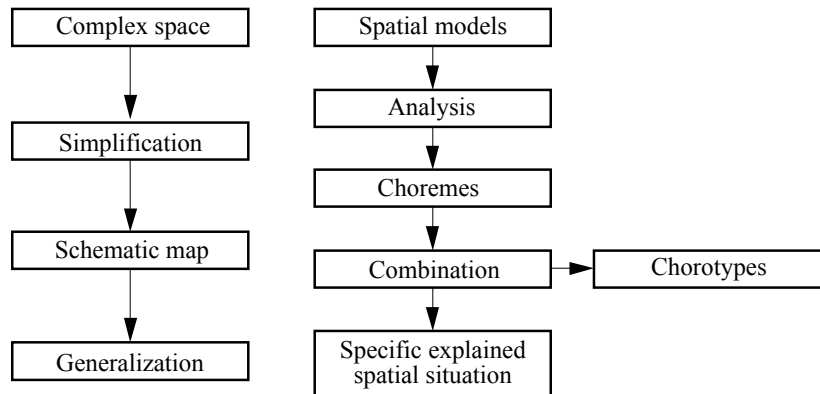 Complex space
Simplification
Schematic map
Generalization
Spatial models
Analysis
Choremes
Combination
Chorotypes
Specific explained
spatial situation